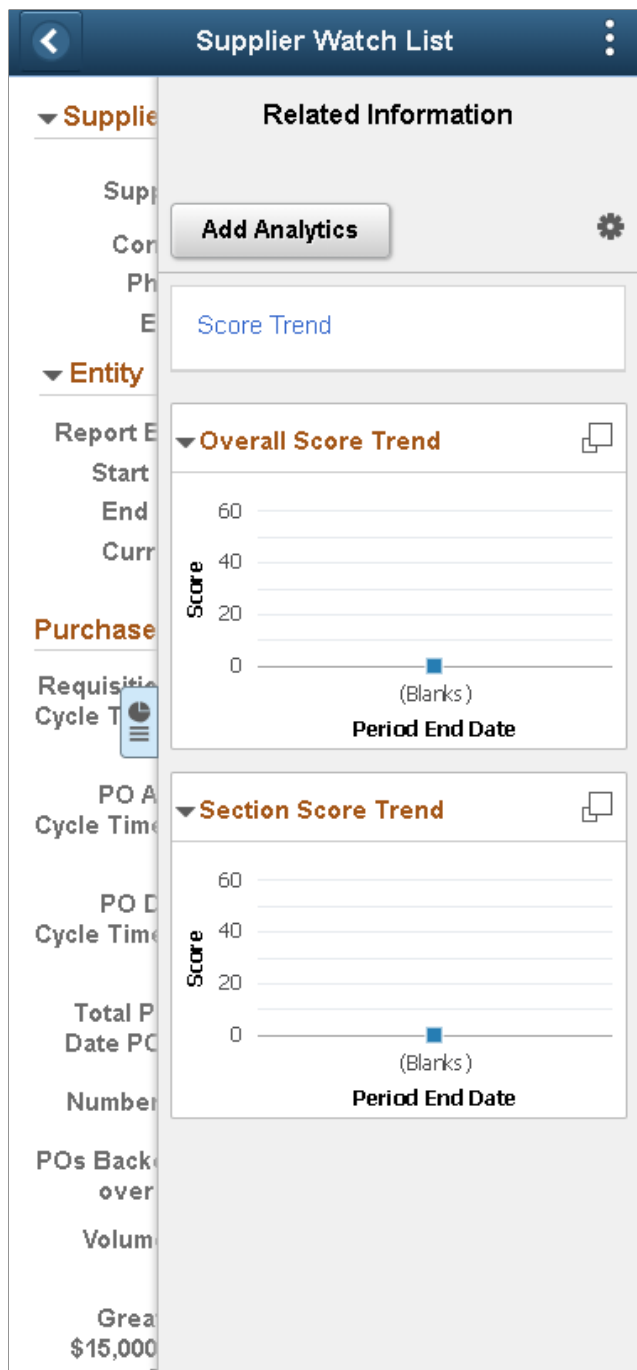 Supplier Watch List
Supplie
Supp
Con
Ph
E
Entity
Report E
Start
End
Curr
Purchase
Requisitio
Cycle T
PO A
Cycle Time
PO D
Cycle Time
Total P
Date PO
Number
POs Back
over
Volum
Grea
$15,000
Related Information
Add Analytics
Score Trend
Overall Score Trend
60
40
20
0
Score
(Blanks)
Period End Date
Section Score Trend
60
40
20
0
Score
(Blanks)
Period End Date